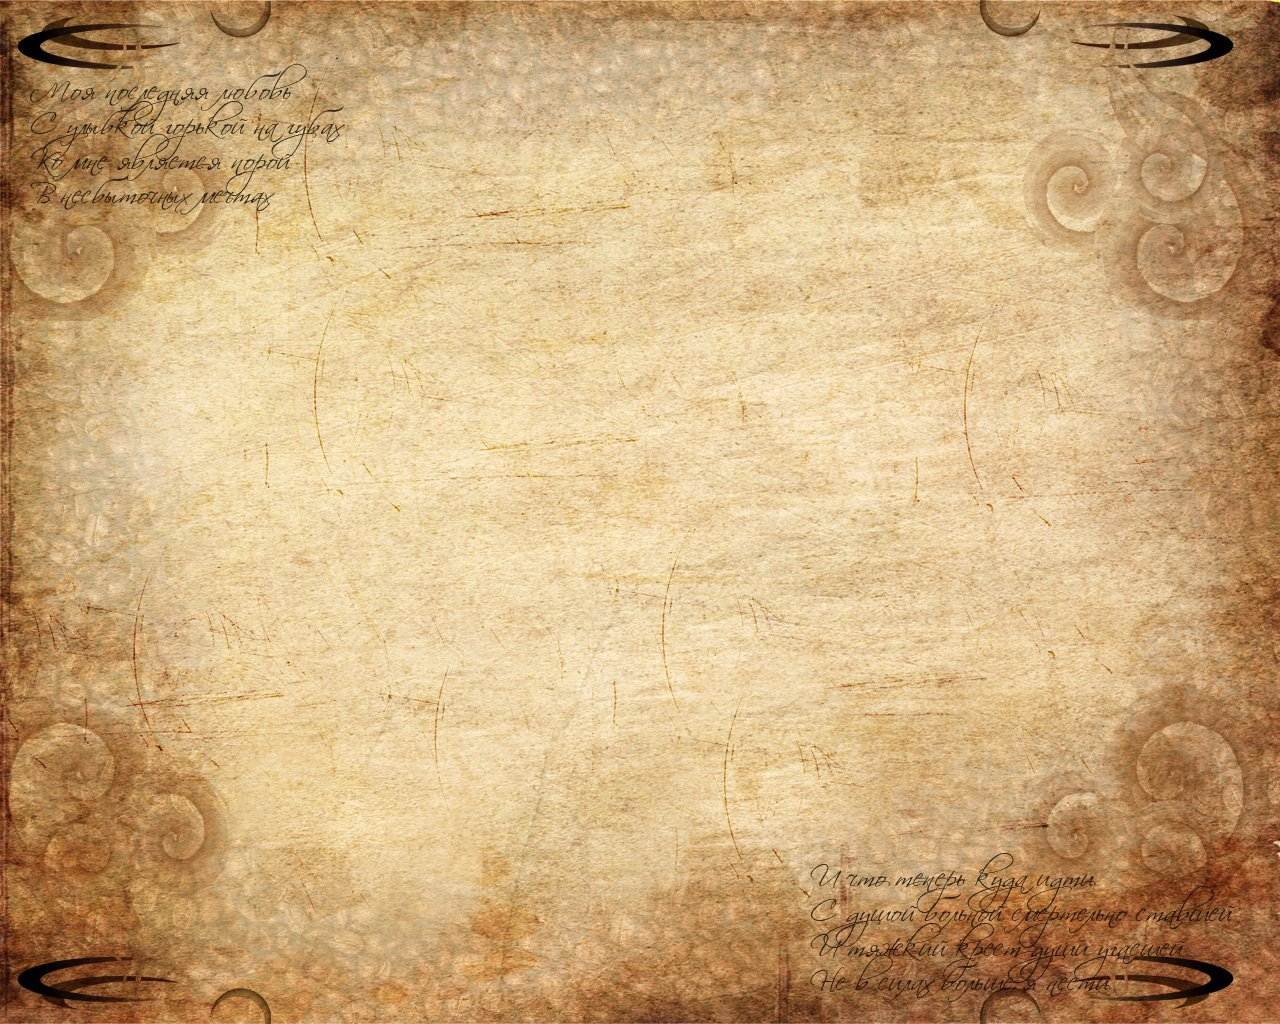 Моя последняя любовь
С улыбкой горькой на губах
Ко мне является порой
В несбыточных мечтах
И что теперь куда идти
С душой больной смертельно ставшей
И тяжкий крест души угасшей
Не в силах больше я нести